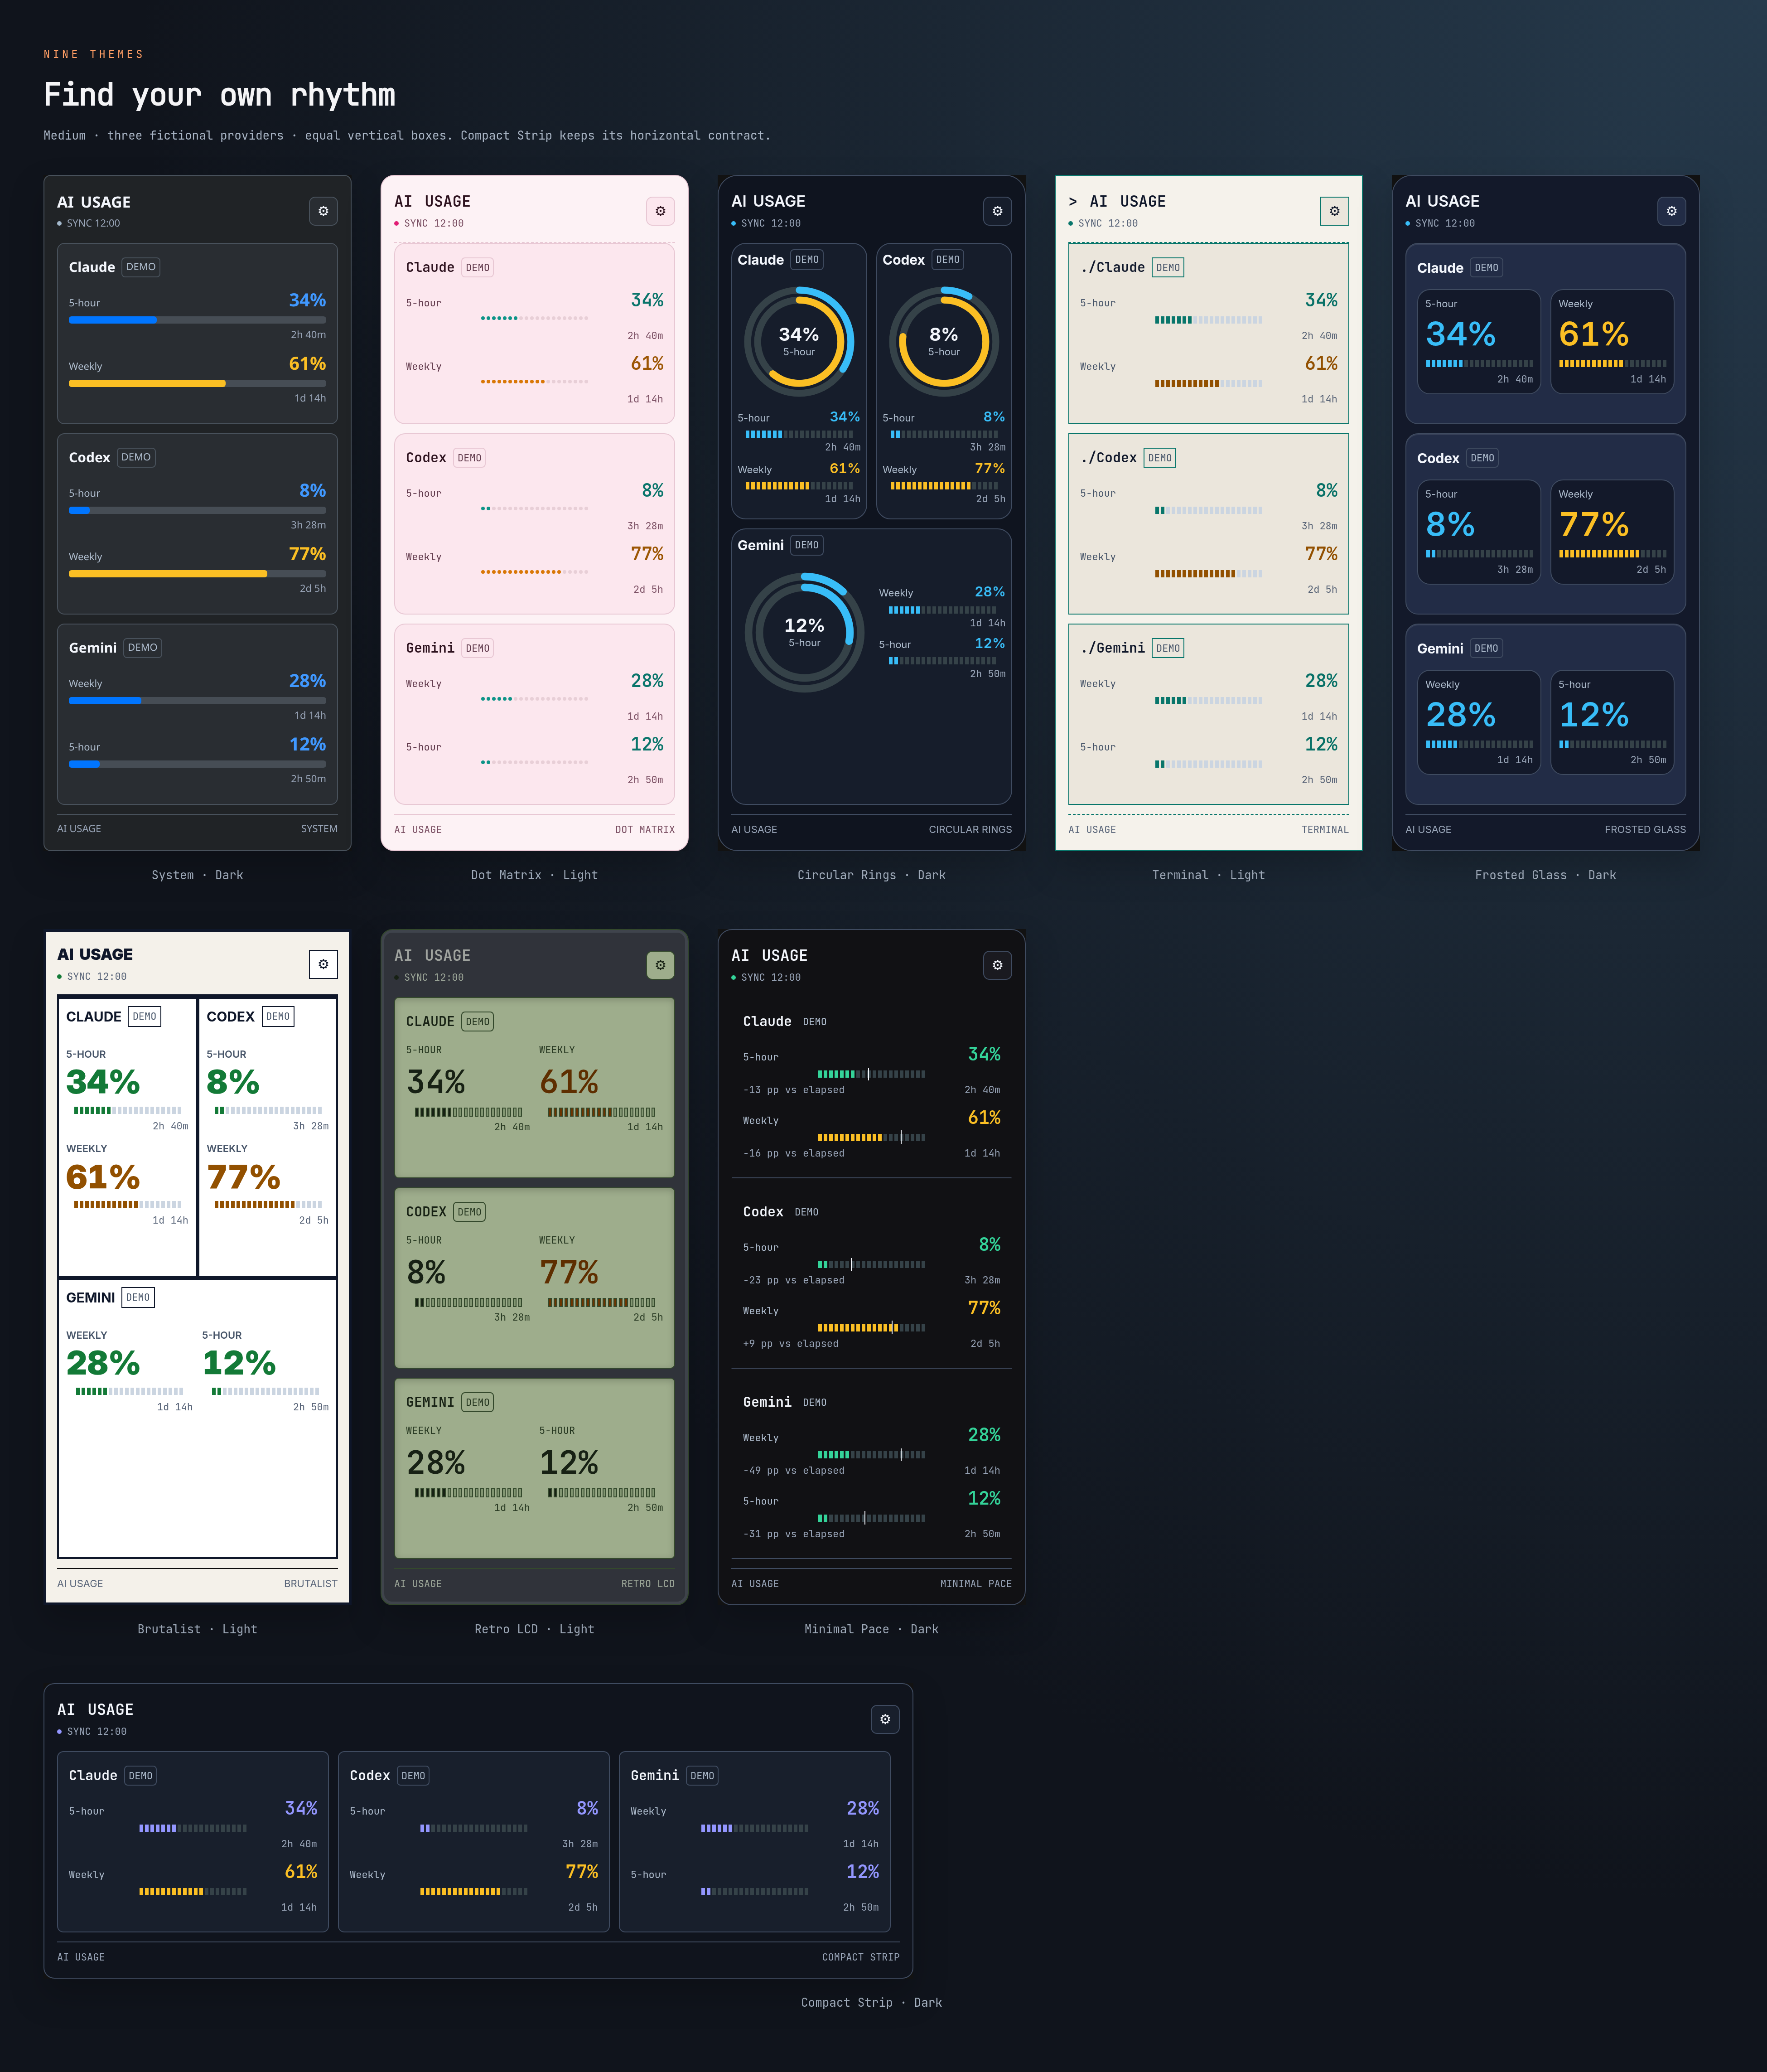 NINE THEMES
Find your own rhythm
Medium · three fictional providers · equal vertical boxes. Compact Strip keeps its horizontal contract.
AI USAGE
SYNC 12:00
Claude DEMO
5-hour 34%
2h 40m
Weekly 61%
1d 14h
Codex DEMO
5-hour 8%
3h 28m
Weekly 77%
2d 5h
Gemini DEMO
Weekly 28%
1d 14h
5-hour 12%
2h 50m
AI USAGE SYSTEM
System · Dark
AI USAGE
SYNC 12:00
Claude DEMO
5-hour 34%
2h 40m
Weekly 61%
1d 14h
Codex DEMO
5-hour 8%
3h 28m
Weekly 77%
2d 5h
Gemini DEMO
Weekly 28%
1d 14h
5-hour 12%
2h 50m
AI USAGE DOT MATRIX
Dot Matrix · Light
AI USAGE
SYNC 12:00
Claude DEMO
34%
5-hour
5-hour 34%
2h 40m
Weekly 61%
1d 14h
Codex DEMO
8%
5-hour
5-hour 8%
3h 28m
Weekly 77%
2d 5h
Gemini DEMO
12%
5-hour
Weekly 28%
1d 14h
5-hour 12%
2h 50m
AI USAGE CIRCULAR RINGS
Circular Rings · Dark
> AI USAGE
SYNC 12:00
./Claude DEMO
5-hour 34%
2h 40m
Weekly 61%
1d 14h
./Codex DEMO
5-hour 8%
3h 28m
Weekly 77%
2d 5h
./Gemini DEMO
Weekly 28%
1d 14h
5-hour 12%
2h 50m
AI USAGE TERMINAL
Terminal · Light
AI USAGE
SYNC 12:00
Claude DEMO
5-hour Weekly
34% 61%
2h 40m 1d 14h
Codex DEMO
5-hour Weekly
8% 77%
3h 28m 2d 5h
Gemini DEMO
Weekly 5-hour
28% 12%
1d 14h 2h 50m
AI USAGE FROSTED GLASS
Frosted Glass · Dark
AI USAGE
SYNC 12:00
CLAUDE DEMO
5-HOUR
34%
2h 40m
WEEKLY
61%
1d 14h
CODEX DEMO
5-HOUR
8%
3h 28m
WEEKLY
77%
2d 5h
GEMINI DEMO
WEEKLY 5-HOUR
28% 12%
1d 14h 2h 50m
AI USAGE BRUTALIST
Brutalist · Light
AI USAGE
SYNC 12:00
CLAUDE DEMO
5-HOUR WEEKLY
34% 61%
2h 40m 1d 14h
CODEX DEMO
5-HOUR WEEKLY
8% 77%
3h 28m 2d 5h
GEMINI DEMO
WEEKLY 5-HOUR
28% 12%
1d 14h 2h 50m
AI USAGE RETRO LCD
Retro LCD · Light
AI USAGE
SYNC 12:00
Claude DEMO
5-hour 34%
-13 pp vs elapsed 2h 40m
Weekly 61%
-16 pp vs elapsed 1d 14h
Codex DEMO
5-hour 8%
-23 pp vs elapsed 3h 28m
Weekly 77%
+9 pp vs elapsed 2d 5h
Gemini DEMO
Weekly 28%
-49 pp vs elapsed 1d 14h
5-hour 12%
-31 pp vs elapsed 2h 50m
AI USAGE MINIMAL PACE
Minimal Pace · Dark
AI USAGE
SYNC 12:00
Claude DEMO
5-hour 34%
2h 40m
Weekly 61%
1d 14h
Codex DEMO
5-hour 8%
3h 28m
Weekly 77%
2d 5h
Gemini DEMO
Weekly 28%
1d 14h
5-hour 12%
2h 50m
AI USAGE COMPACT STRIP
Compact Strip · Dark